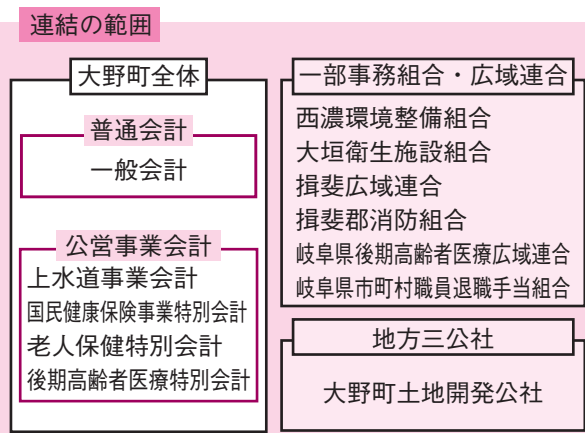 連結の範囲
大野町全体
普通会計
一般会計
公営事業会計
上水道事業会計
国民健康保険事業特別会計
老人保健特別会計
後期高齢者医療特別会計
一部事務組合・広域連合
西濃環境整備組合
大垣衛生施設組合
揖斐広域連合
揖斐郡消防組合
岐阜県後期高齢者医療広域連合
岐阜県市町村職員退職手当組合
地方三公社
大野町土地開発公社